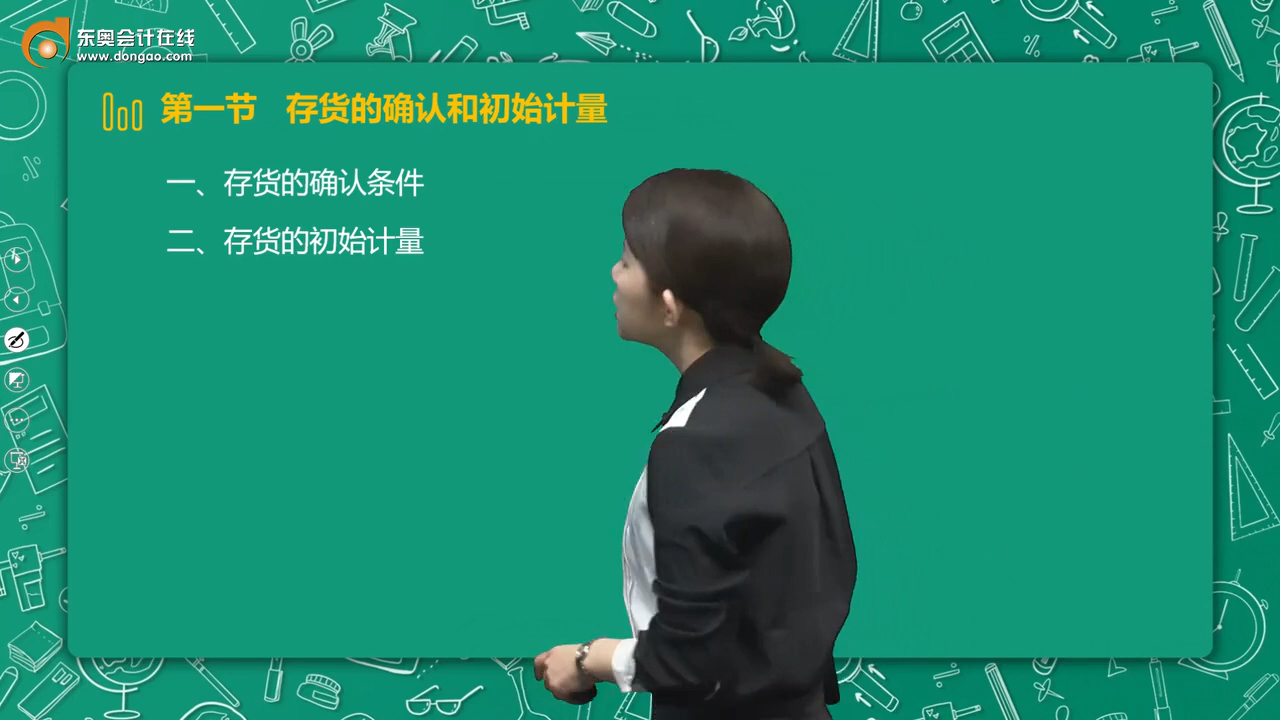 东奥会计在线
www.dongao.com
第一节 存货的确认和初始计量
一、存货的确认条件
二、存货的初始计量